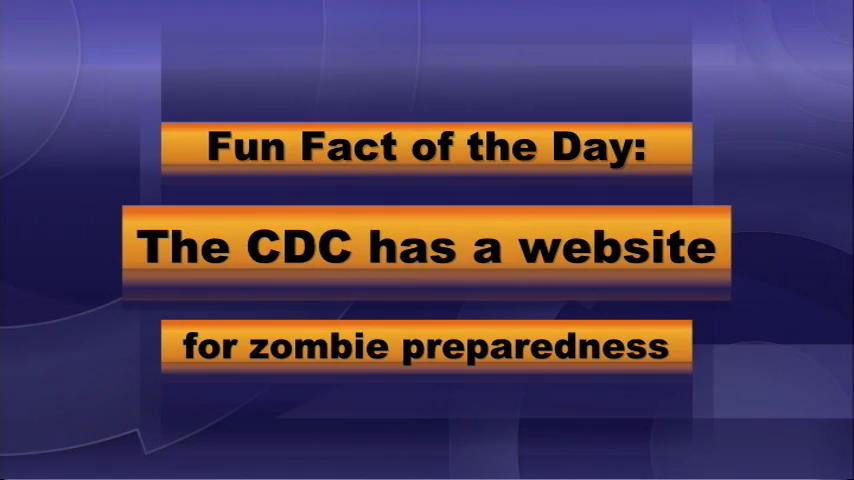 Fun Fact of the Day:
The CDC has a website
for zombie preparedness